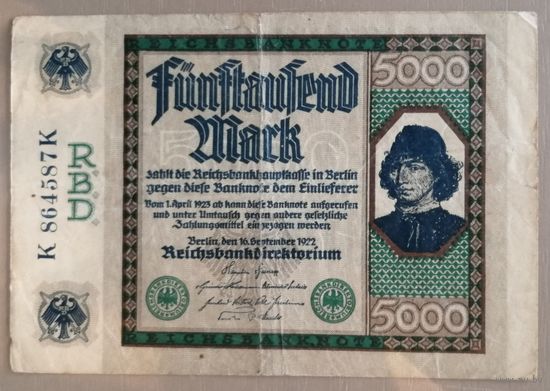 REICHSBANKNOTE
Fünftausend
Mark
5000
zahlt die Reichsbankhauptkasse in Berlin
gegen diese Banknote dem Einlieferer
Vom 1. April 1923 ab kann diese Banknote aufgerufen
und unter Umtausch gegen andere gesetzliche
Zahlungsmittel eingezogen werden
Berlin, den 16. September 1922
Reichsbankdirektorium
5000
REICHSBANKNOTE
K 864587K
R.B.D.